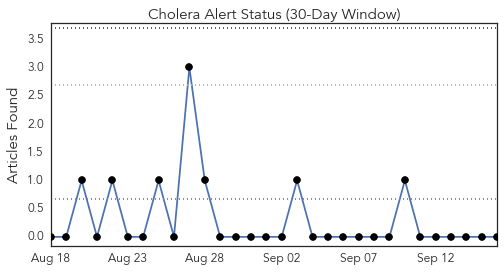 Cholera Alert Status (30-Day Window)
Articles Found
3.5
3.0
2.5
2.0
1.5
1.0
0.5
0.0
Aug 18 Aug 23 Aug 28 Sep 02 Sep 07 Sep 12